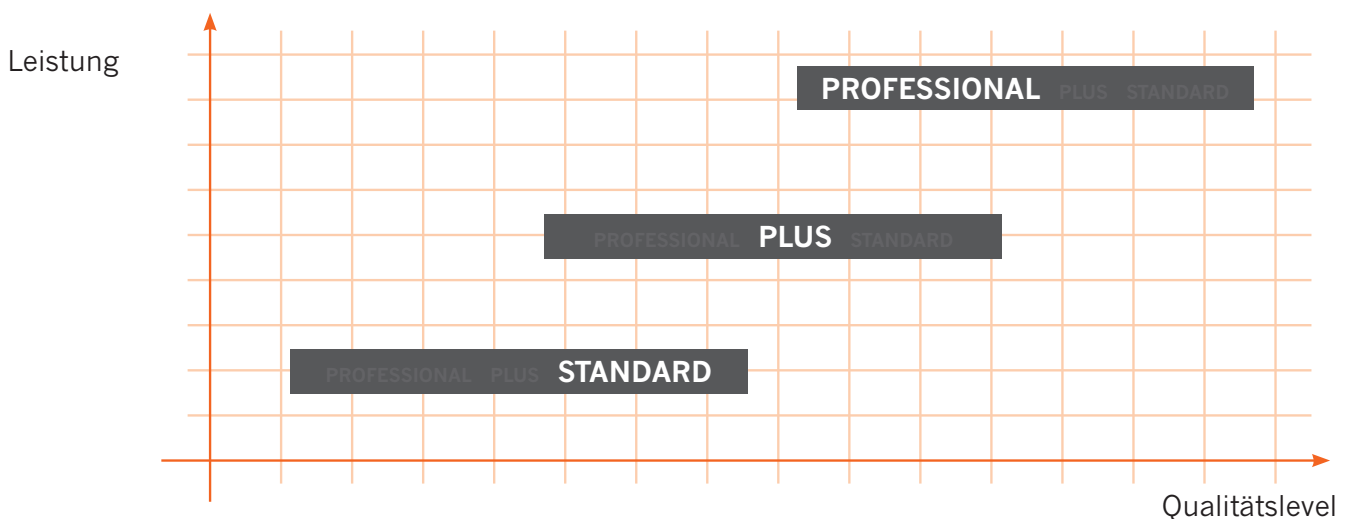 Leistung
PROFESSIONAL PLUS STANDARD
PROFESSIONAL PLUS STANDARD
PROFESSIONAL PLUS STANDARD
Qualitätslevel